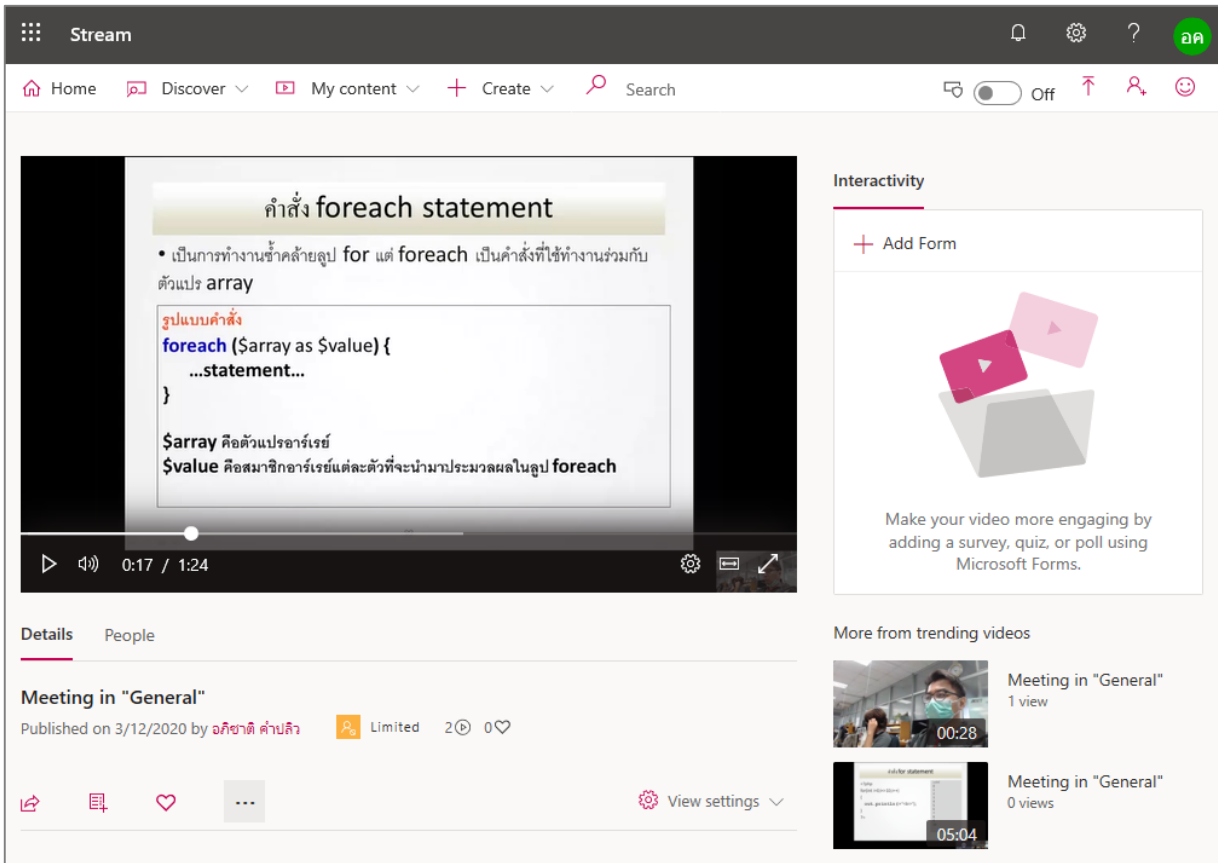 Stream
อค
Home Discover My content Create Search Off
คำสั่ง foreach statement
• เป็นการทำงานซ้ำคล้ายลูป for แต่ foreach เป็นคำสั่งที่ใช้ทำงานร่วมกับ
ตัวแปร array
รูปแบบคำสั่ง
foreach ($array as $value) {
...statement...
}
$array คือตัวแปรอาร์เรย์
$value คือสมาชิกอาร์เรย์แต่ละตัวที่จะนำมาประมวลผลในลูป foreach
0:17 / 1:24
Interactivity
Add Form
Make your video more engaging by
adding a survey, quiz, or poll using
Microsoft Forms.
Details People
Meeting in "General"
Published on 3/12/2020 by อภิชาติ คำปลิว Limited 2 0
View settings
More from trending videos
Meeting in "General"
1 view
00:28
คำสั่ง for statement
Meeting in "General"
0 views
05:04